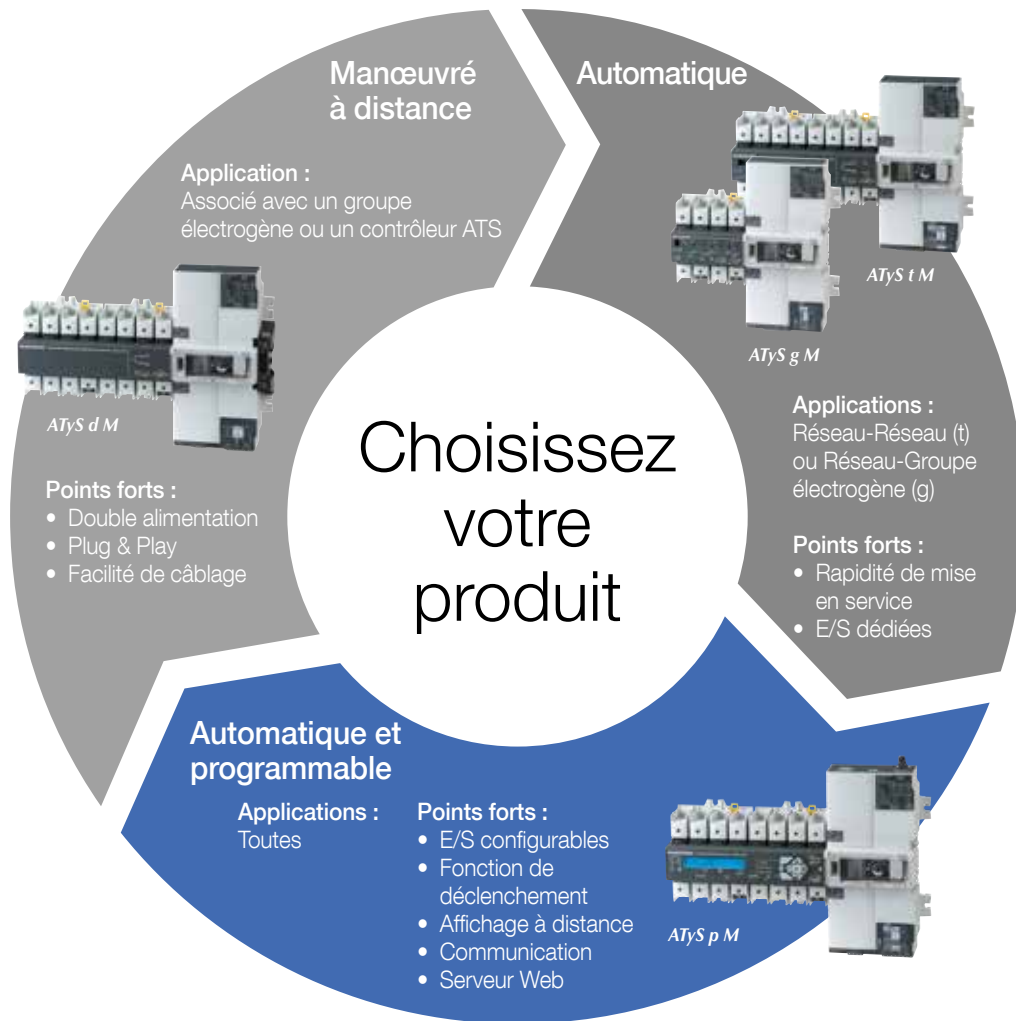 Manœuvré
à distance
Application :
Associé avec un groupe
électrogène ou un contrôleur ATS
ATyS d M
Points forts :
• Double alimentation
• Plug & Play
• Facilité de câblage
Automatique
ATyS t M
ATyS g M
Applications :
Réseau-Réseau (t)
ou Réseau-Groupe
électrogène (g)
Points forts :
• Rapidité de mise
en service
• E/S dédiées
Choisissez
votre
produit
Automatique et
programmable
Applications :
Toutes
Points forts :
• E/S configurables
• Fonction de
déclenchement
• Affichage à distance
• Communication
• Serveur Web
ATyS p M